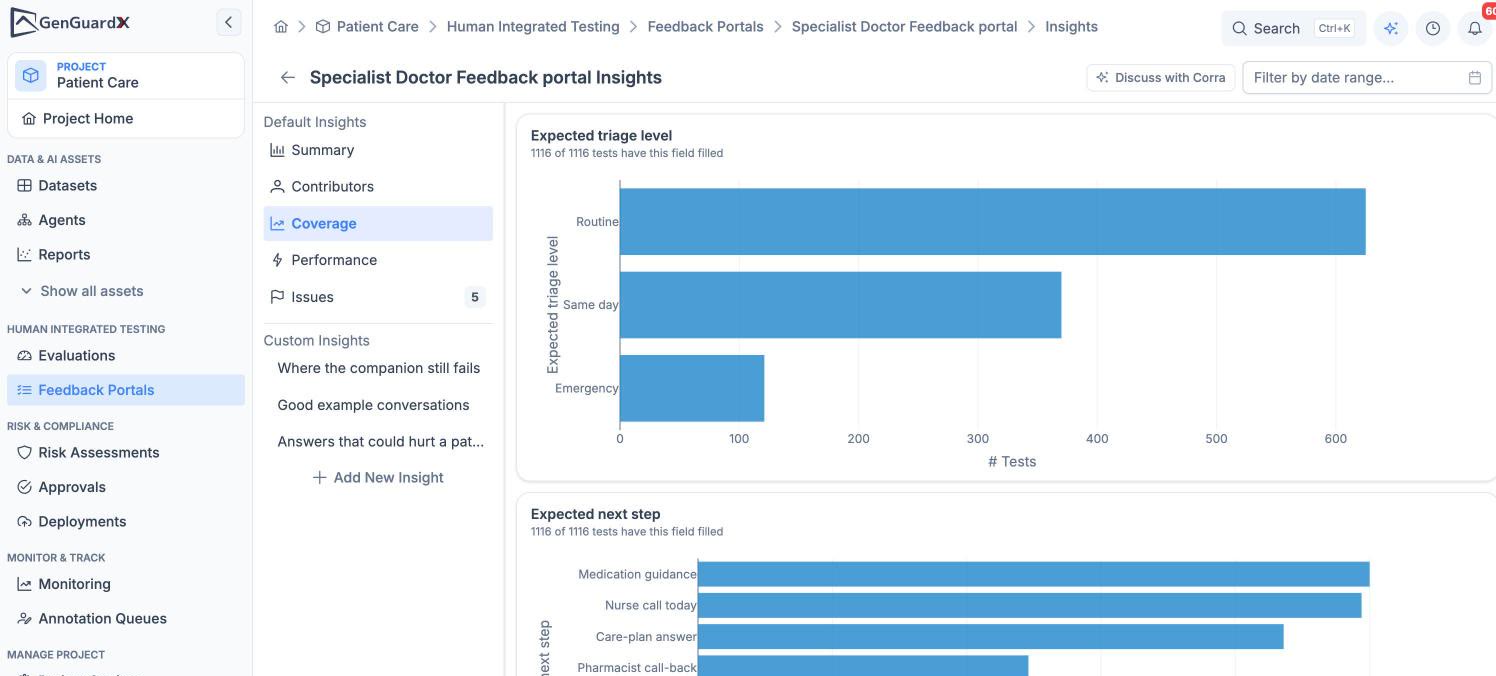 GenGuardX
PROJECT
Patient Care
Project Home
DATA & AI ASSETS
Datasets
Agents
Reports
Show all assets
HUMAN INTEGRATED TESTING
Evaluations
Feedback Portals
RISK & COMPLIANCE
Risk Assessments
Approvals
Deployments
MONITOR & TRACK
Monitoring
Annotation Queues
MANAGE PROJECT
Patient Care
Human Integrated Testing
Feedback Portals
Specialist Doctor Feedback portal
Insights
Search Ctrl+K
Specialist Doctor Feedback portal Insights
Discuss with Corra
Filter by date range...
Default Insights
Summary
Contributors
Coverage
Performance
Issues 5
Custom Insights
Where the companion still fails
Good example conversations
Answers that could hurt a pat...
Add New Insight
Expected triage level
1116 of 1116 tests have this field filled
Expected triage level
Routine
Same day
Emergency
0 100 200 300 400 500 600
# Tests
Expected next step
1116 of 1116 tests have this field filled
next step
Medication guidance
Nurse call today
Care-plan answer
Pharmacist call-back